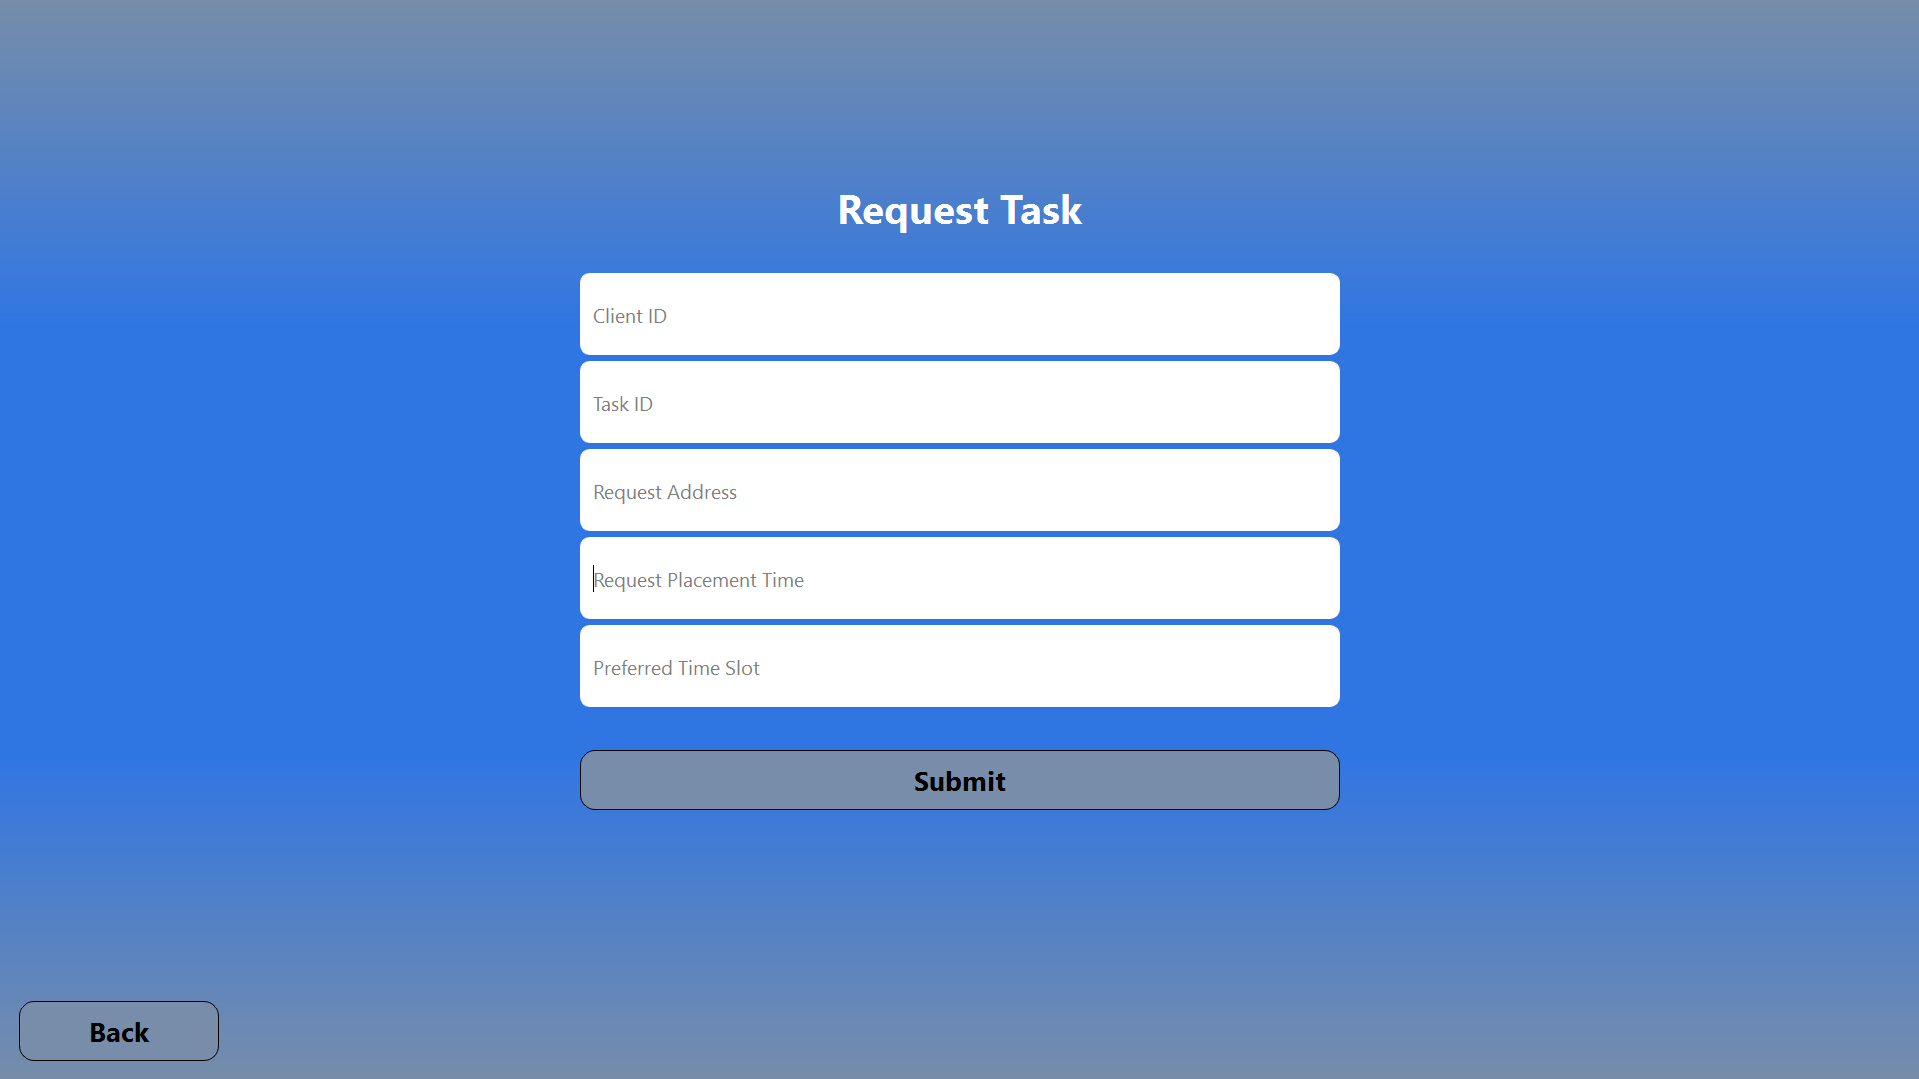 Request Task
Client ID
Task ID
Request Address
Request Placement Time
Preferred Time Slot
Submit
Back